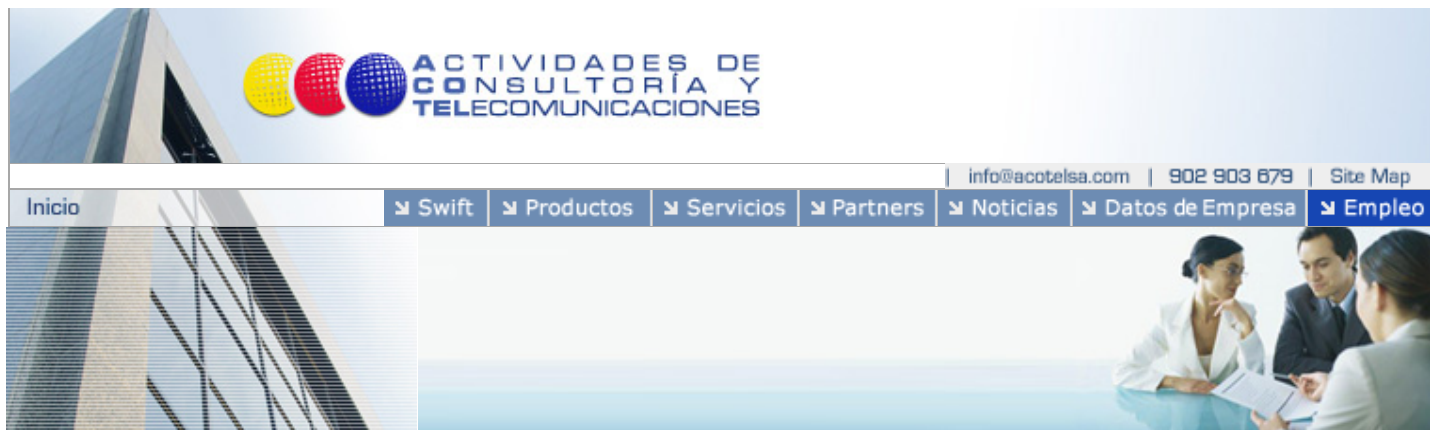 ACTIVIDADES DE
CONSULTORÍA Y
TELECOMUNICACIONES
| info@acotelsa.com | 902 903 679 | Site Map
Inicio
Swift
Productos
Servicios
Partners
Noticias
Datos de Empresa
Empleo